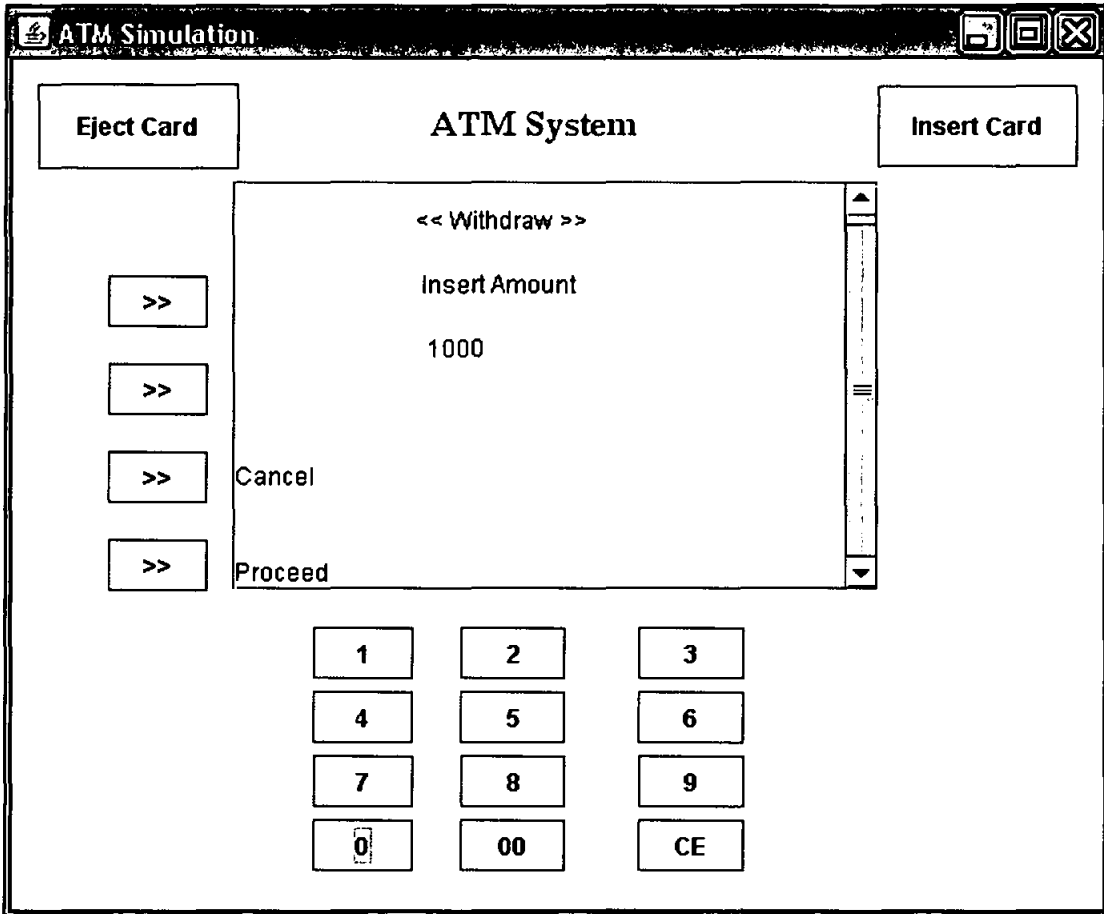 ATM Simulation
Eject Card
ATM System
Insert Card
<< Withdraw >>
Insert Amount
1000
>>
>>
>> Cancel
>> Proceed
1 2 3
4 5 6
7 8 9
0 00 CE